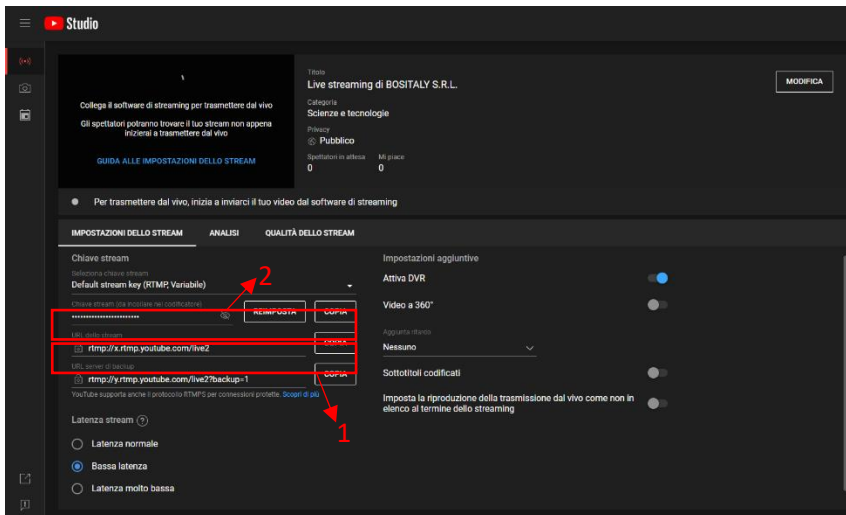 Studio
Titolo
Live streaming di BOSITALY S.R.L.
MODIFICA
Categoria
Scienze e tecnologie
Privacy
Pubblico
Spettatori in attesa Mi piace
0 0
Collega il software di streaming per trasmettere dal vivo
Gli spettatori potranno trovare il tuo stream non appena
inizierai a trasmettere dal vivo
GUIDA ALLE IMPOSTAZIONI DELLO STREAM
Per trasmettere dal vivo, inizia a inviarci il tuo video dal software di streaming
IMPOSTAZIONI DELLO STREAM ANALISI QUALITÀ DELLO STREAM
Chiave stream
Seleziona chiave stream
Default stream key (RTMP, Variabile)
2
Chiave stream (da incollare nel codificatore)
REIMPOSTA COPIA
URL dello stream
rtmp://x.rtmp.youtube.com/live2
COPIA
URL server di backup
rtmp://y.rtmp.youtube.com/live2?backup=1
COPIA
YouTube supporta anche il protocollo RTMPS per connessioni protette. Scopri di più
1
Latenza stream ?
Latenza normale
Bassa latenza
Latenza molto bassa
Impostazioni aggiuntive
Attiva DVR
Video a 360°
Aggiunta ritardo
Nessuno
Sottotitoli codificati
Imposta la riproduzione della trasmissione dal vivo come non in
elenco al termine dello streaming